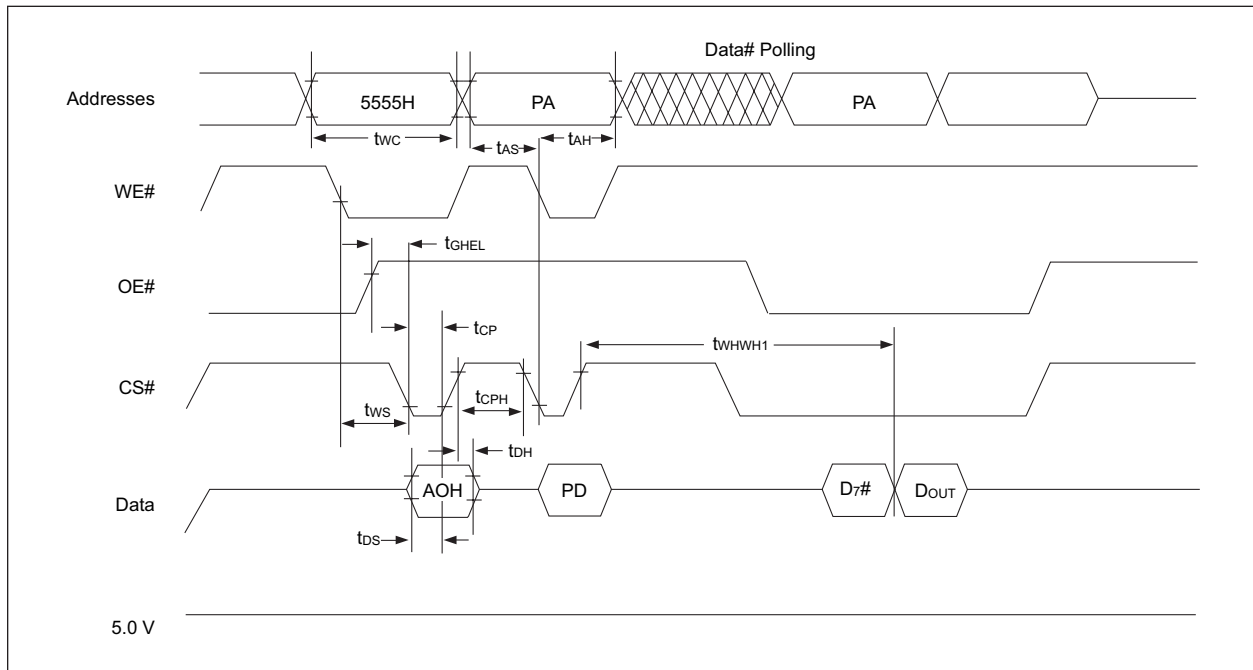 Data# Polling
Addresses
5555H
PA
PA
tWC
tAS
tAH
WE#
tGHEL
OE#
tCP
tWHWH1
CS#
tWS
tCPH
tDH
Data
AOH
PD
D7#
DOUT
tDS
5.0 V